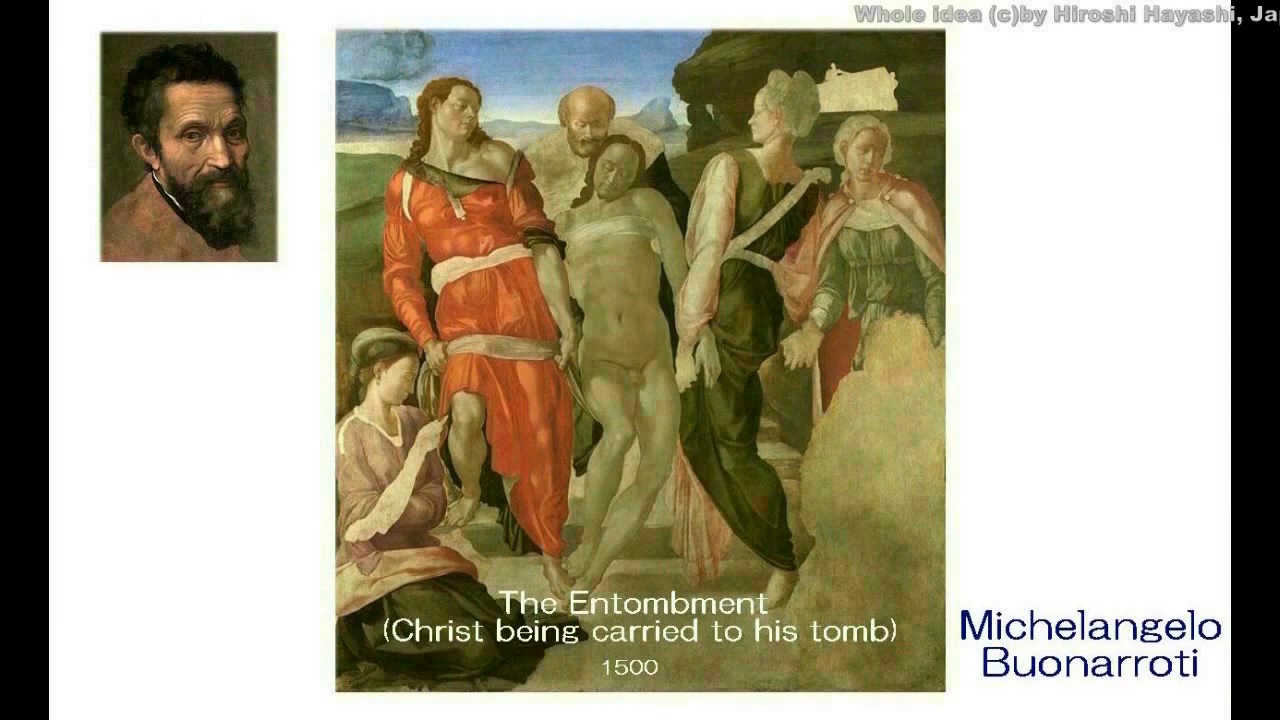 Whole idea (c)by Hiroshi Hayashi, Ja
The Entombment
(Christ being carried to his tomb)
1500
Michelangelo
Buonarroti